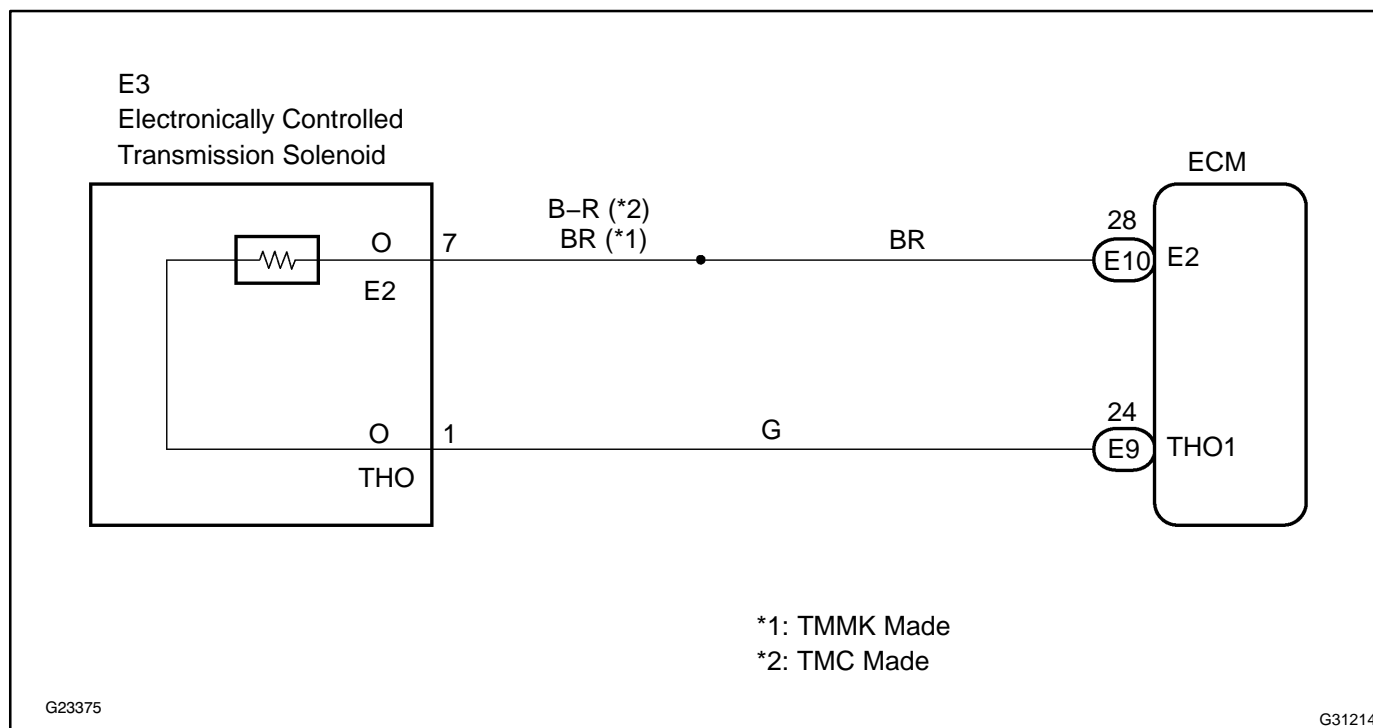 E3
Electronically Controlled
Transmission Solenoid
ECM
B−R (*2)
BR (*1)
BR
O
7
E2
28
E10
E2
O
1
THO
G
24
E9
THO1
*1: TMMK Made
*2: TMC Made
G23375
G31214